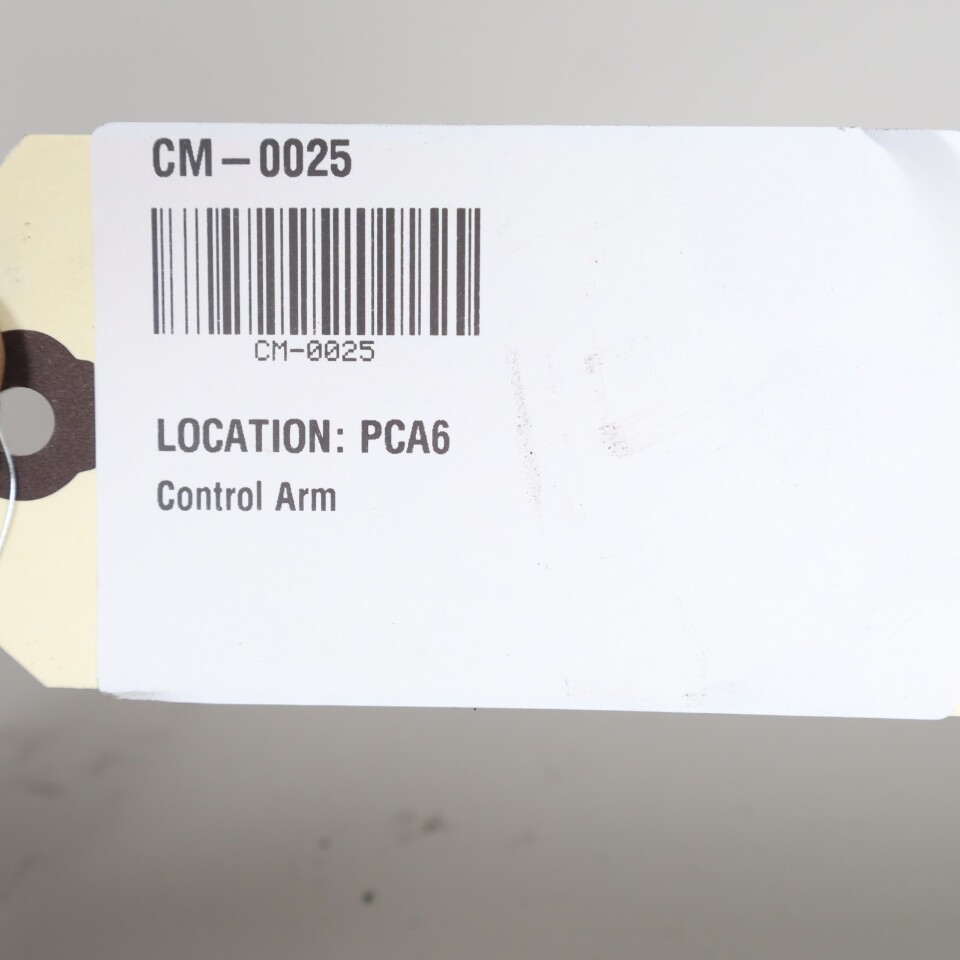 CM-0025
CM-0025
LOCATION: PCA6
Control Arm